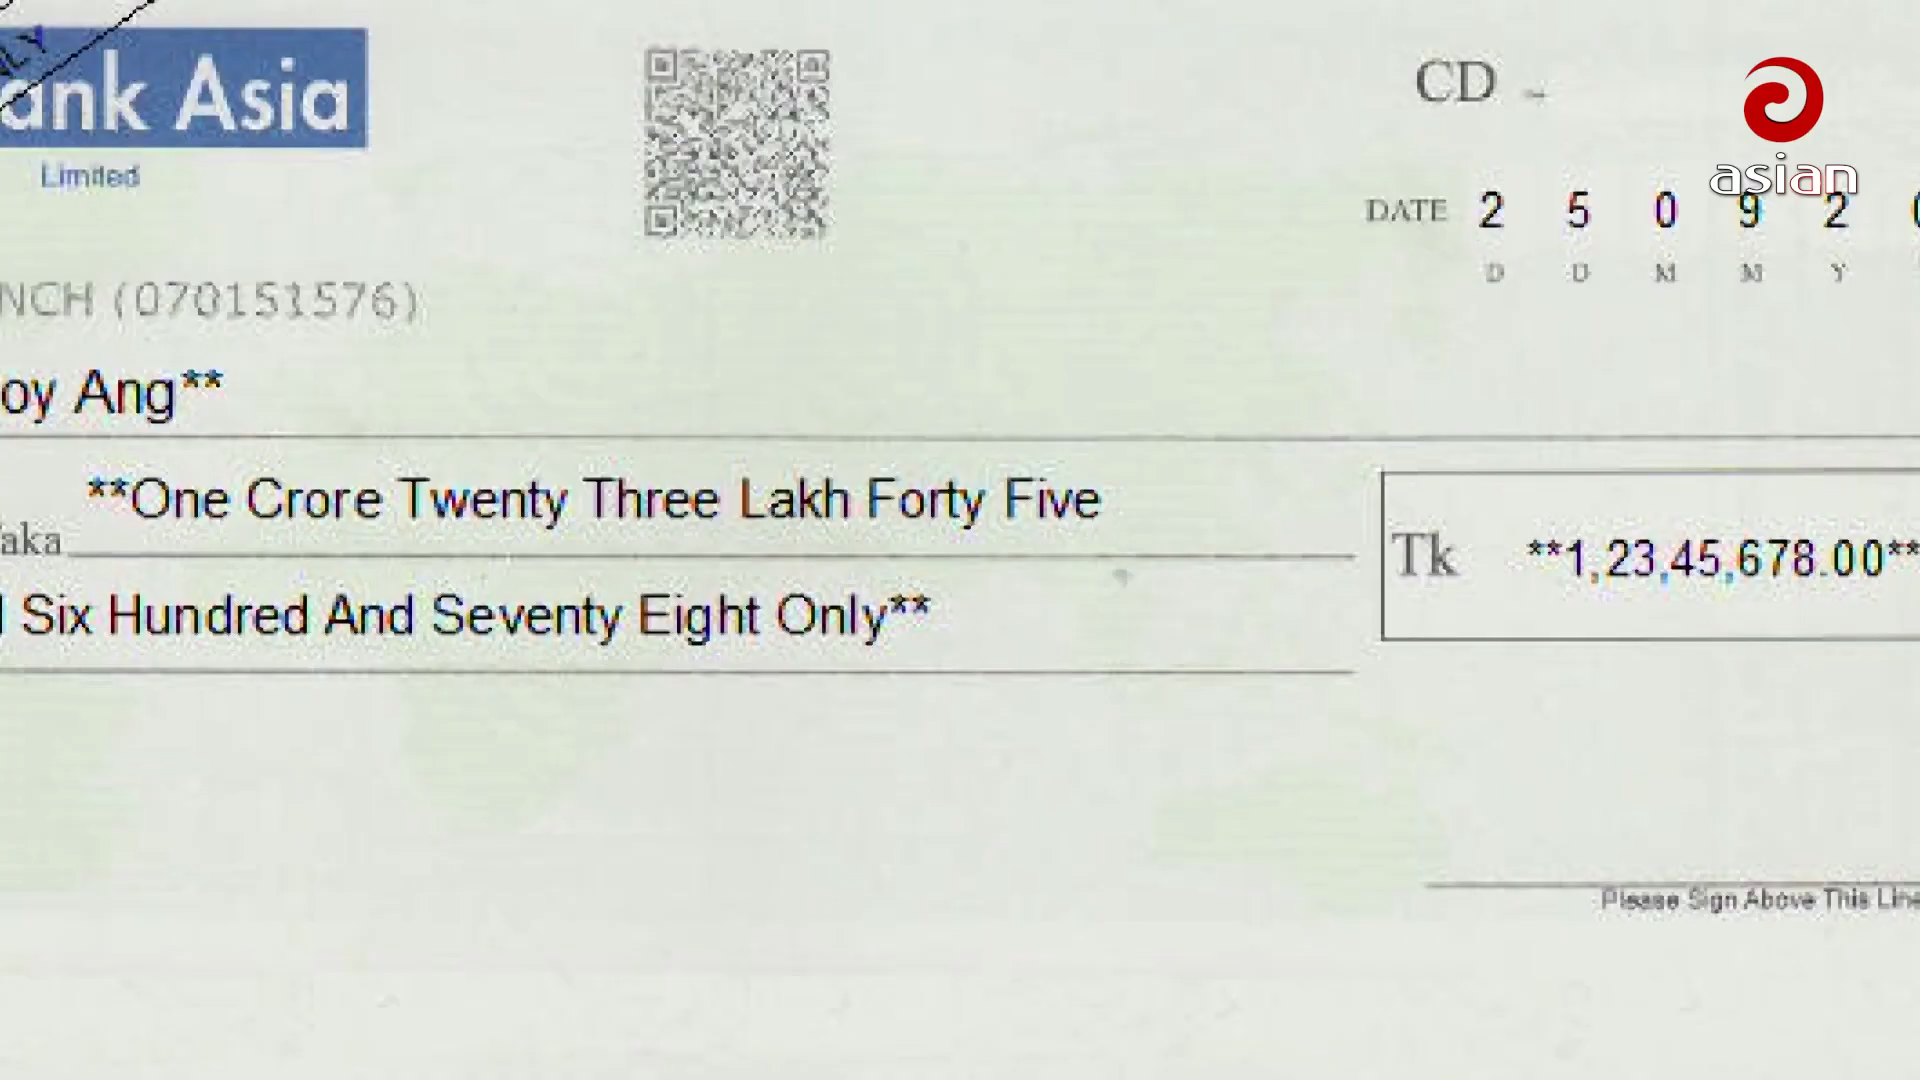 ank Asia
Limited
CD -
asian
DATE 2 5 0 9 2
D D M M Y
NCH (070151576)
oy Ang**
**One Crore Twenty Three Lakh Forty Five
aka
Tk **1,23,45,678.00**
Six Hundred And Seventy Eight Only**
Please Sign Above This Line